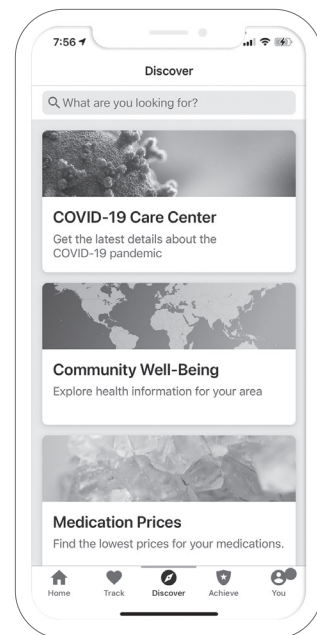 7:56
Discover
What are you looking for?
COVID-19 Care Center
Get the latest details about the
COVID-19 pandemic
Community Well-Being
Explore health information for your area
Medication Prices
Find the lowest prices for your medications.
Home Track Discover Achieve You